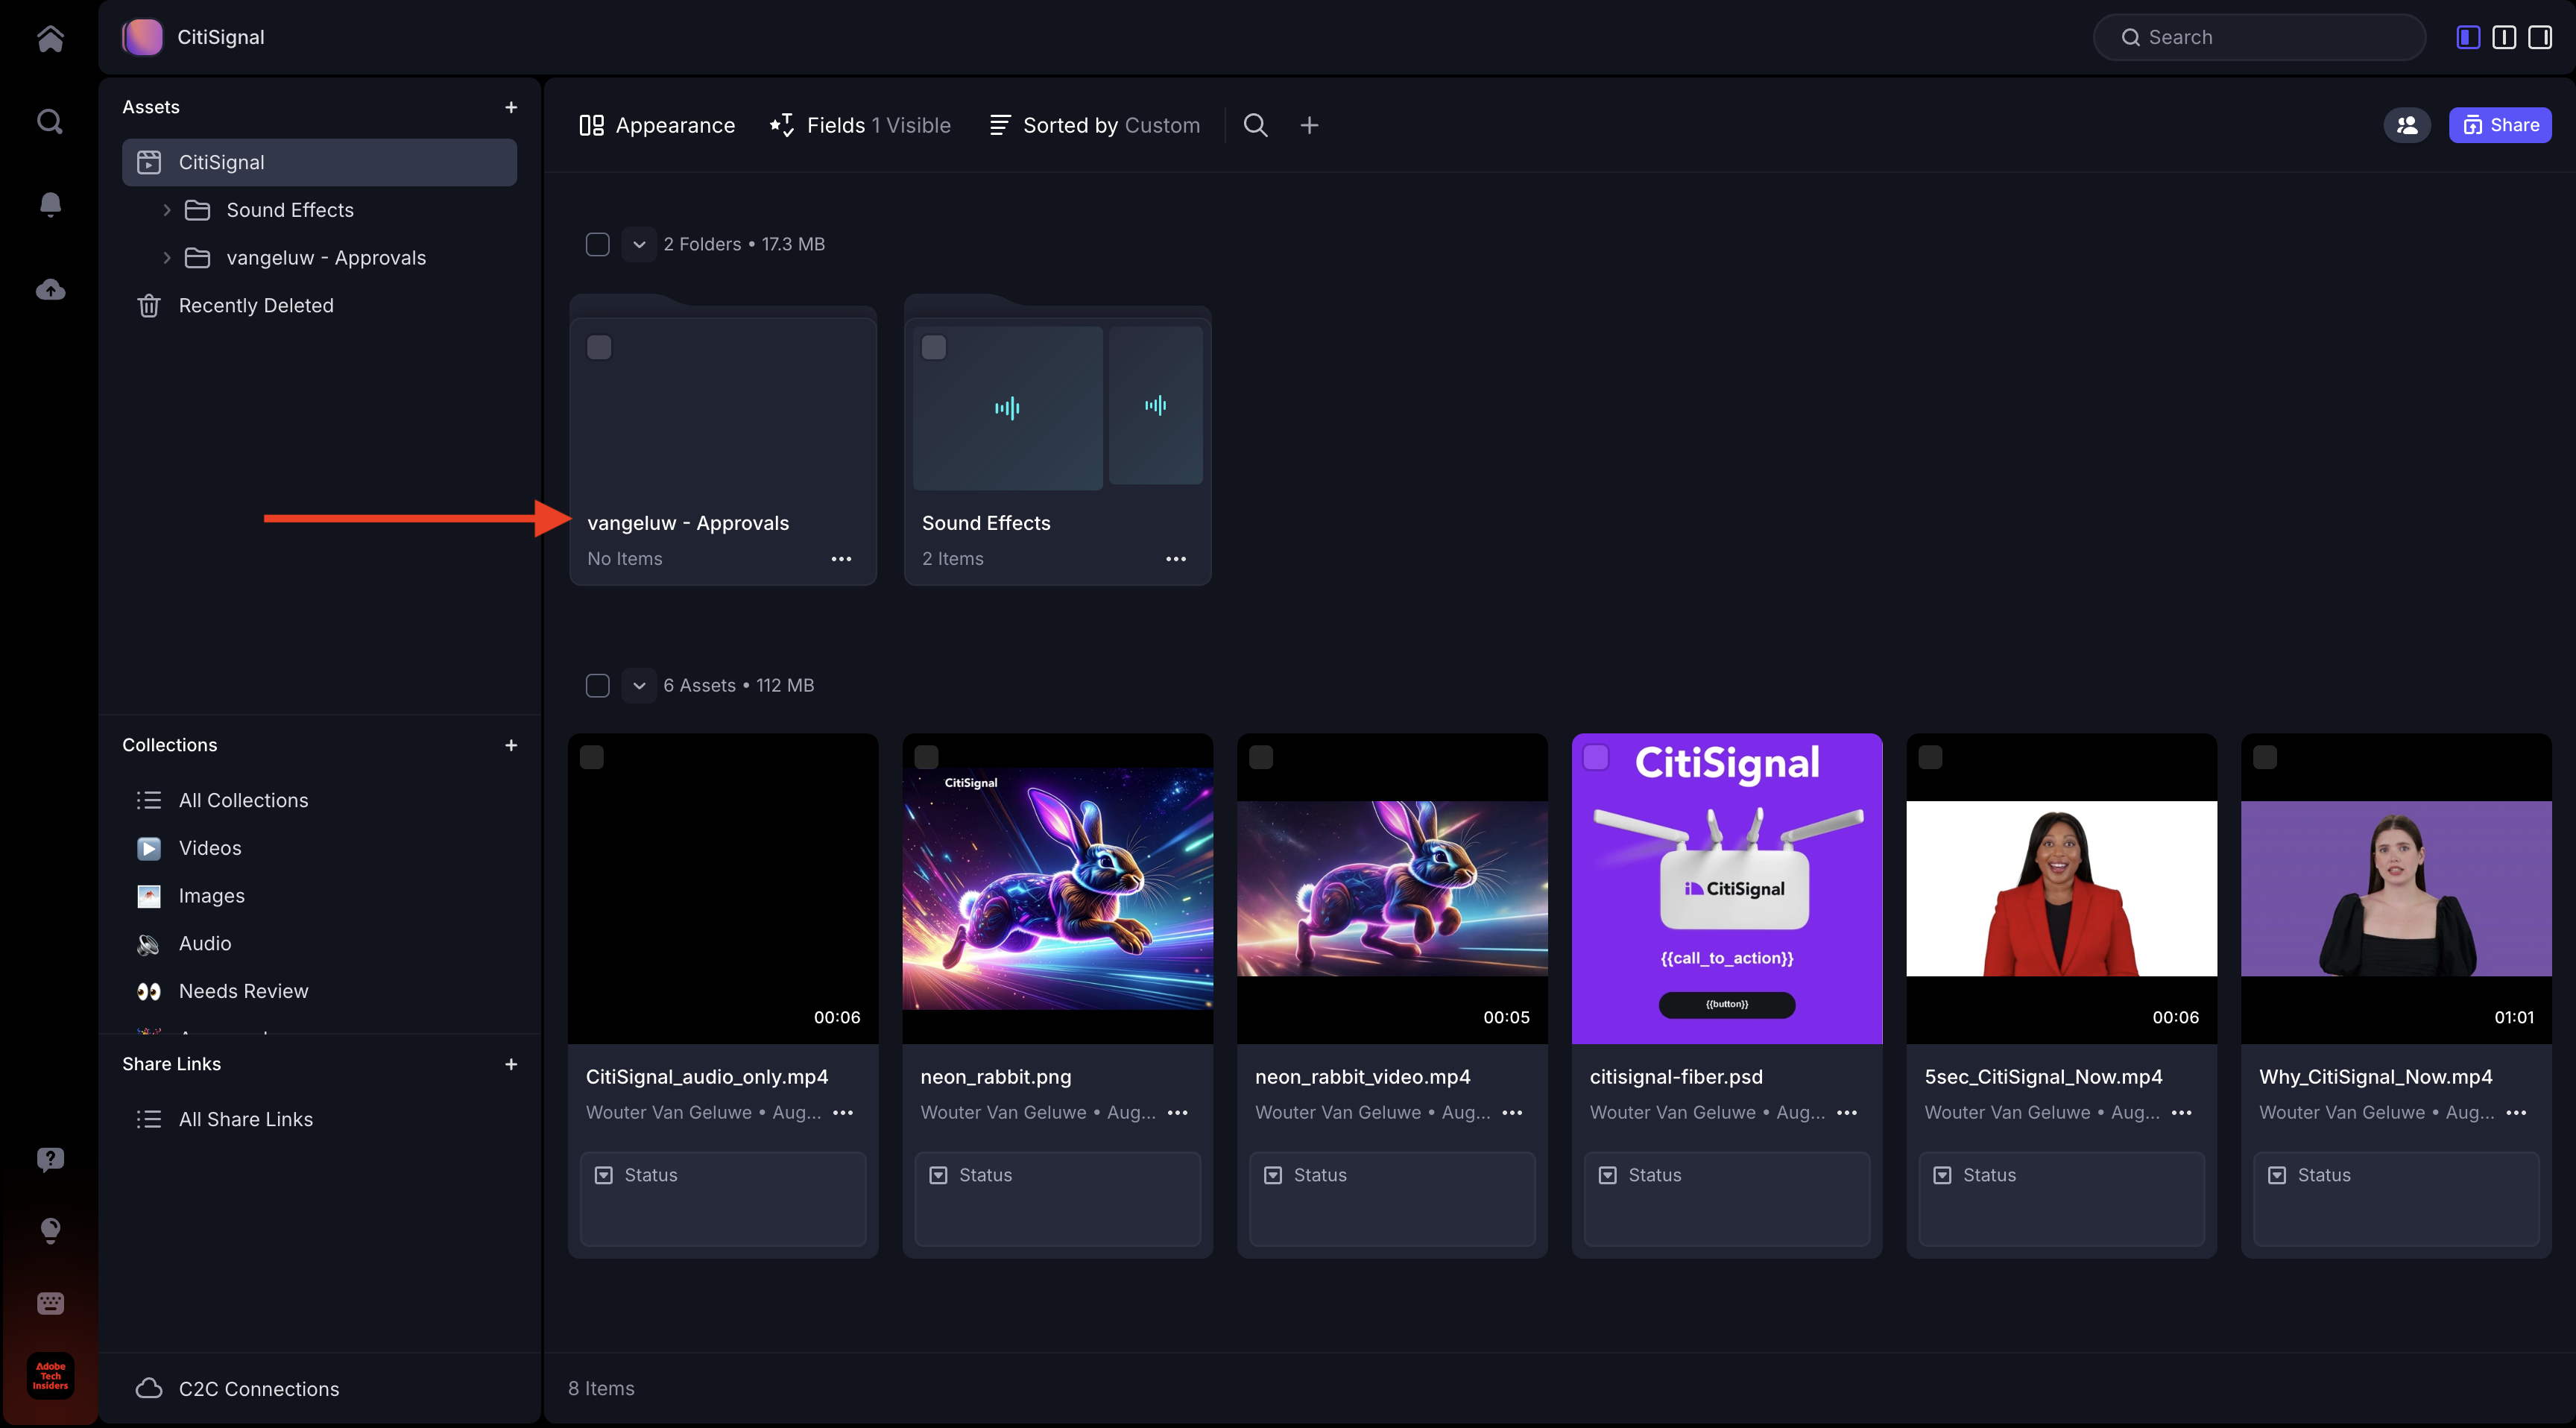 CitiSignal
Search
Assets
CitiSignal
Sound Effects
vangeluw - Approvals
Recently Deleted
Appearance
Fields 1 Visible
Sorted by Custom
Share
2 Folders • 17.3 MB
vangeluw - Approvals
No Items
Sound Effects
2 Items
6 Assets • 112 MB
Collections
All Collections
Videos
Images
Audio
Needs Review
Share Links
All Share Links
C2C Connections
Adobe
Tech
Insiders
00:06
CitiSignal_audio_only.mp4
Wouter Van Geluwe • Aug...
Status
CitiSignal
neon_rabbit.png
Wouter Van Geluwe • Aug...
Status
00:05
neon_rabbit_video.mp4
Wouter Van Geluwe • Aug...
Status
CitiSignal
CitiSignal
{{call_to_action}}
{{button}}
citisignal-fiber.psd
Wouter Van Geluwe • Aug...
Status
00:06
5sec_CitiSignal_Now.mp4
Wouter Van Geluwe • Aug...
Status
01:01
Why_CitiSignal_Now.mp4
Wouter Van Geluwe • Aug...
Status
8 Items